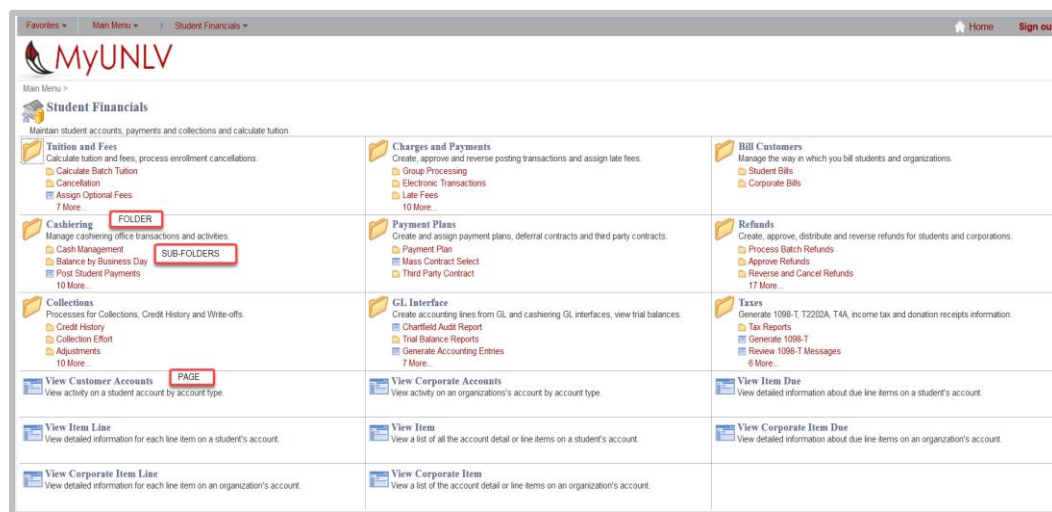 Favorites Main Menu > Student Financials Home Sign ou
MyUNLV
Main Menu >
Student Financials
Maintain student accounts, payments and collections and calculate tuition.
Tuition and Fees
Calculate tuition and fees, process enrollment cancellations.
Calculate Batch Tuition
Cancellation
Assign Optional Fees
7 More...
Charges and Payments
Create, approve and reverse posting transactions and assign late fees.
Group Processing
Electronic Transactions
Late Fees
10 More...
Bill Customers
Manage the way in which you bill students and organizations.
Student Bills
Corporate Bills
Cashiering FOLDER
Manage cashiering office transactions and activities.
Cash Management
Balance by Business Day SUB-FOLDERS
Post Student Payments
10 More...
Payment Plans
Create and assign payment plans, deferral contracts and third party contracts.
Payment Plan
Mass Contract Select
Third Party Contract
Refunds
Create, approve, distribute and reverse refunds for students and corporations.
Process Batch Refunds
Approve Refunds
Reverse and Cancel Refunds
17 More...
Collections
Processes for Collections, Credit History and Write-offs.
Credit History
Collection Effort
Adjustments
10 More...
GL Interface
Create accounting lines from GL and cashiering GL interfaces, view trial balances.
Chartfield Audit Report
Trial Balance Reports
Generate Accounting Entries
7 More...
Taxes
Generate 1098-T, T2202A, T4A, income tax and donation receipts information.
Tax Reports
Generate 1098-T
Review 1098-T Messages
6 More...
View Customer Accounts PAGE
View activity on a student account by account type.
View Corporate Accounts
View activity on an organizations's account by account type.
View Item Due
View detailed information about due line items on a student's account.
View Item Line
View detailed information for each line item on a student's account.
View Item
View a list of all the account detail or line items on a student's account.
View Corporate Item Due
View detailed information about due line items on an organzation's account.
View Corporate Item Line
View detailed information for each line item on an organization's account.
View Corporate Item
View a list of the account detail or line items on an organization's account.